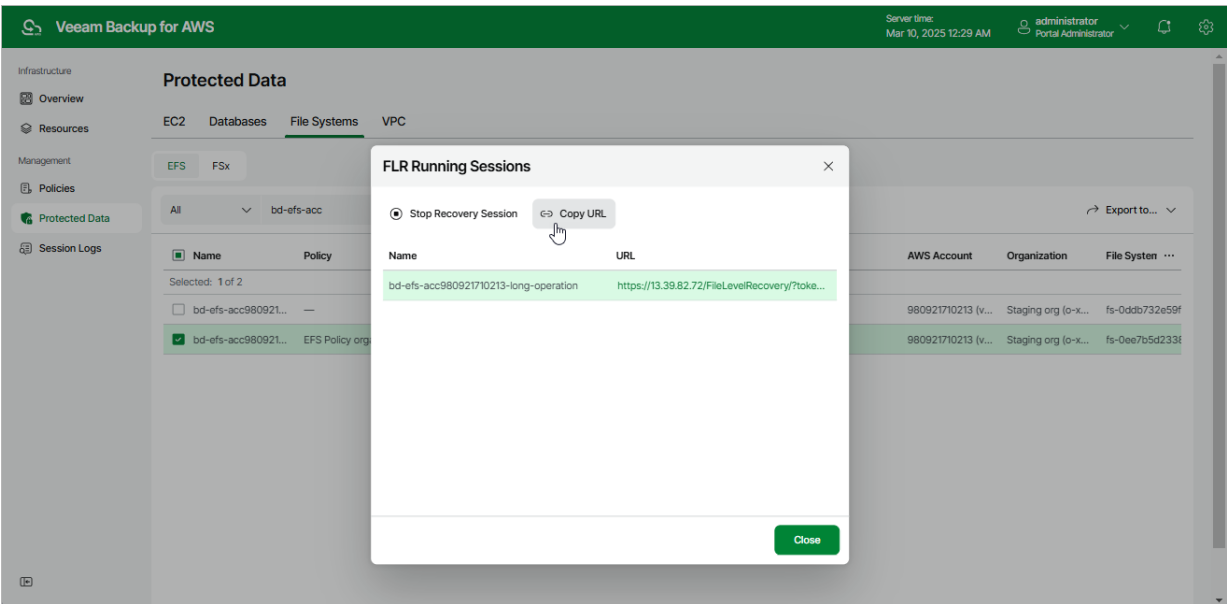 Veeam Backup for AWS
Server time:
Mar 10, 2025 12:29 AM
administrator
Portal Administrator
Infrastructure
Overview
Resources
Management
Policies
Protected Data
Session Logs
Protected Data
EC2 Databases File Systems VPC
EFS FSx
All bd-efs-acc
Export to...
Name Policy AWS Account Organization File System ...
Selected: 1 of 2
bd-efs-acc980921... — 980921710213 (v... Staging org (o-x... fs-0ddb732e59f
bd-efs-acc980921... EFS Policy orga 980921710213 (v... Staging org (o-x... fs-0ee7b5d2338
FLR Running Sessions
Stop Recovery Session Copy URL
Name URL
bd-efs-acc980921710213-long-operation https://13.39.82.72/FileLevelRecovery/?toke...
Close